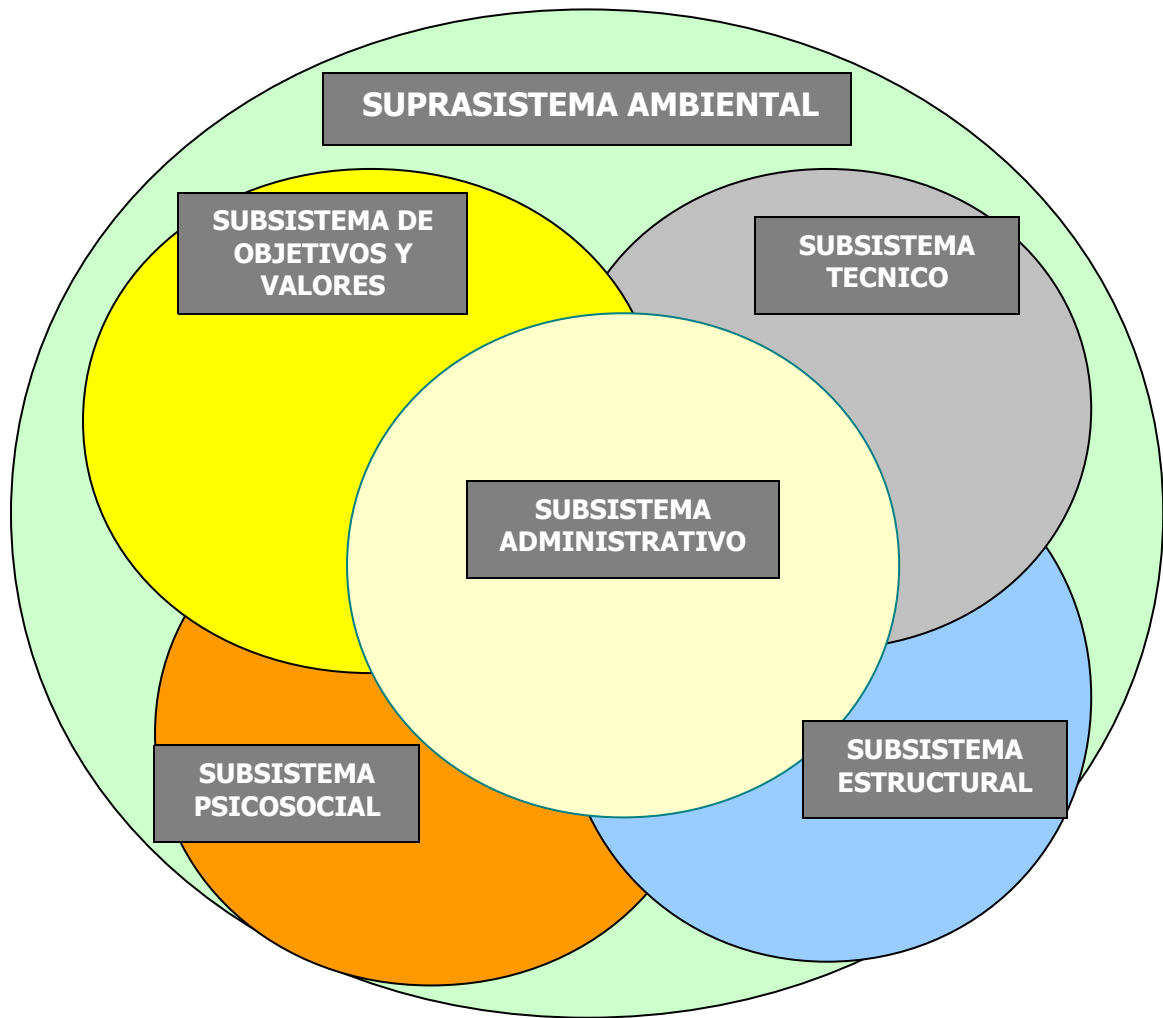 SUPRASISTEMA AMBIENTAL
SUBSISTEMA DE
OBJETIVOS Y
VALORES
SUBSISTEMA
TECNICO
SUBSISTEMA
ADMINISTRATIVO
SUBSISTEMA
PSICOSOCIAL
SUBSISTEMA
ESTRUCTURAL